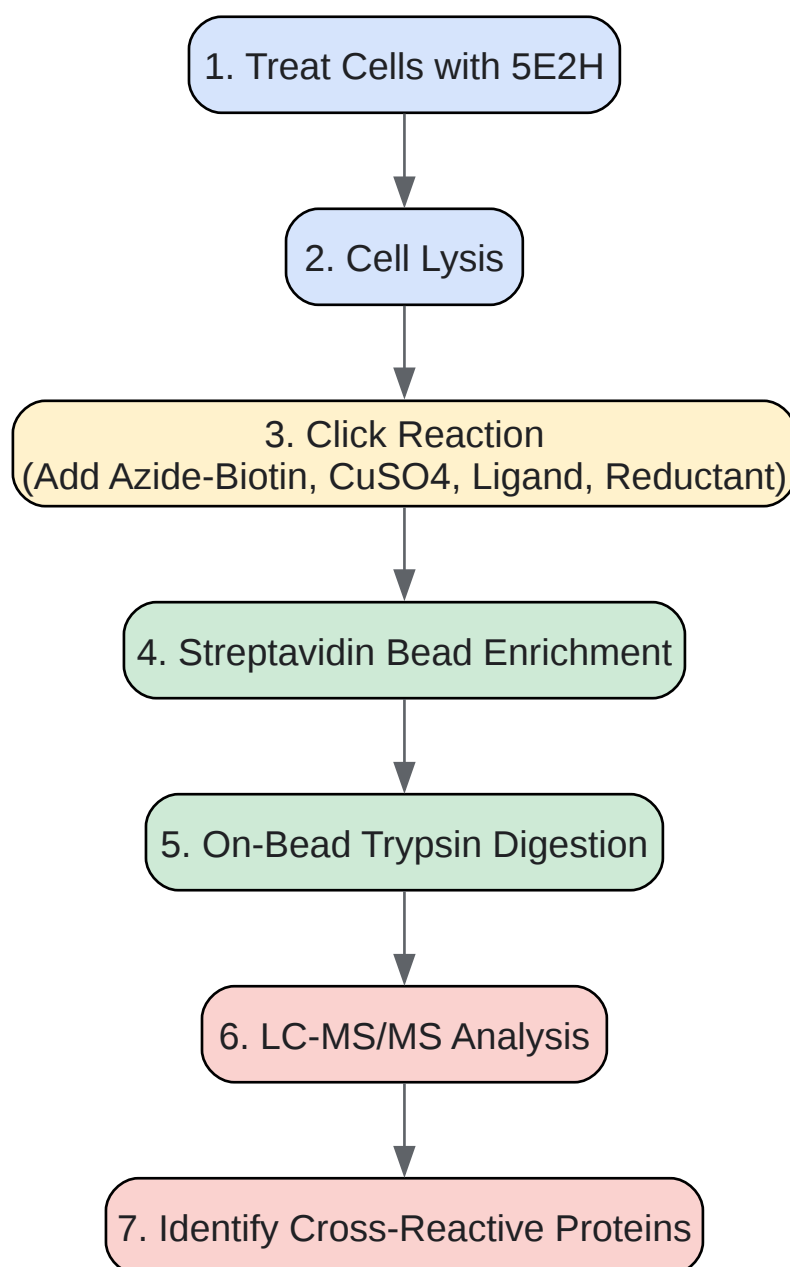 1. Treat Cells with 5E2H
2. Cell Lysis
3. Click Reaction
(Add Azide-Biotin, CuSO4, Ligand, Reductant)
4. Streptavidin Bead Enrichment
5. On-Bead Trypsin Digestion
6. LC-MS/MS Analysis
7. Identify Cross-Reactive Proteins